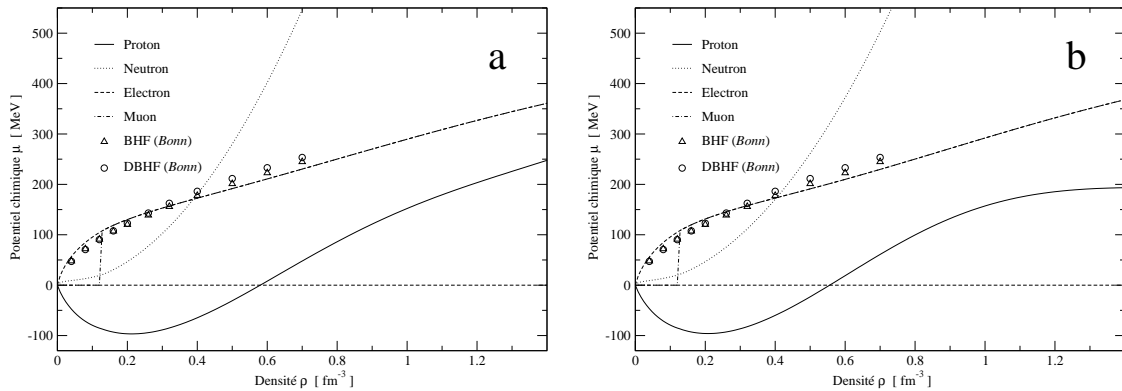 a
Proton
Neutron
Electron
Muon
BHF (Bonn)
DBHF (Bonn)
Potentiel chimique μ [ MeV ]
500
400
300
200
100
0
-100
0 0.2 0.4 0.6 0.8 1 1.2
Densité ρ [ fm⁻³ ]
b
Proton
Neutron
Electron
Muon
BHF (Bonn)
DBHF (Bonn)
Potentiel chimique μ [ MeV ]
500
400
300
200
100
0
-100
0 0.2 0.4 0.6 0.8 1 1.2
Densité ρ [ fm⁻³ ]